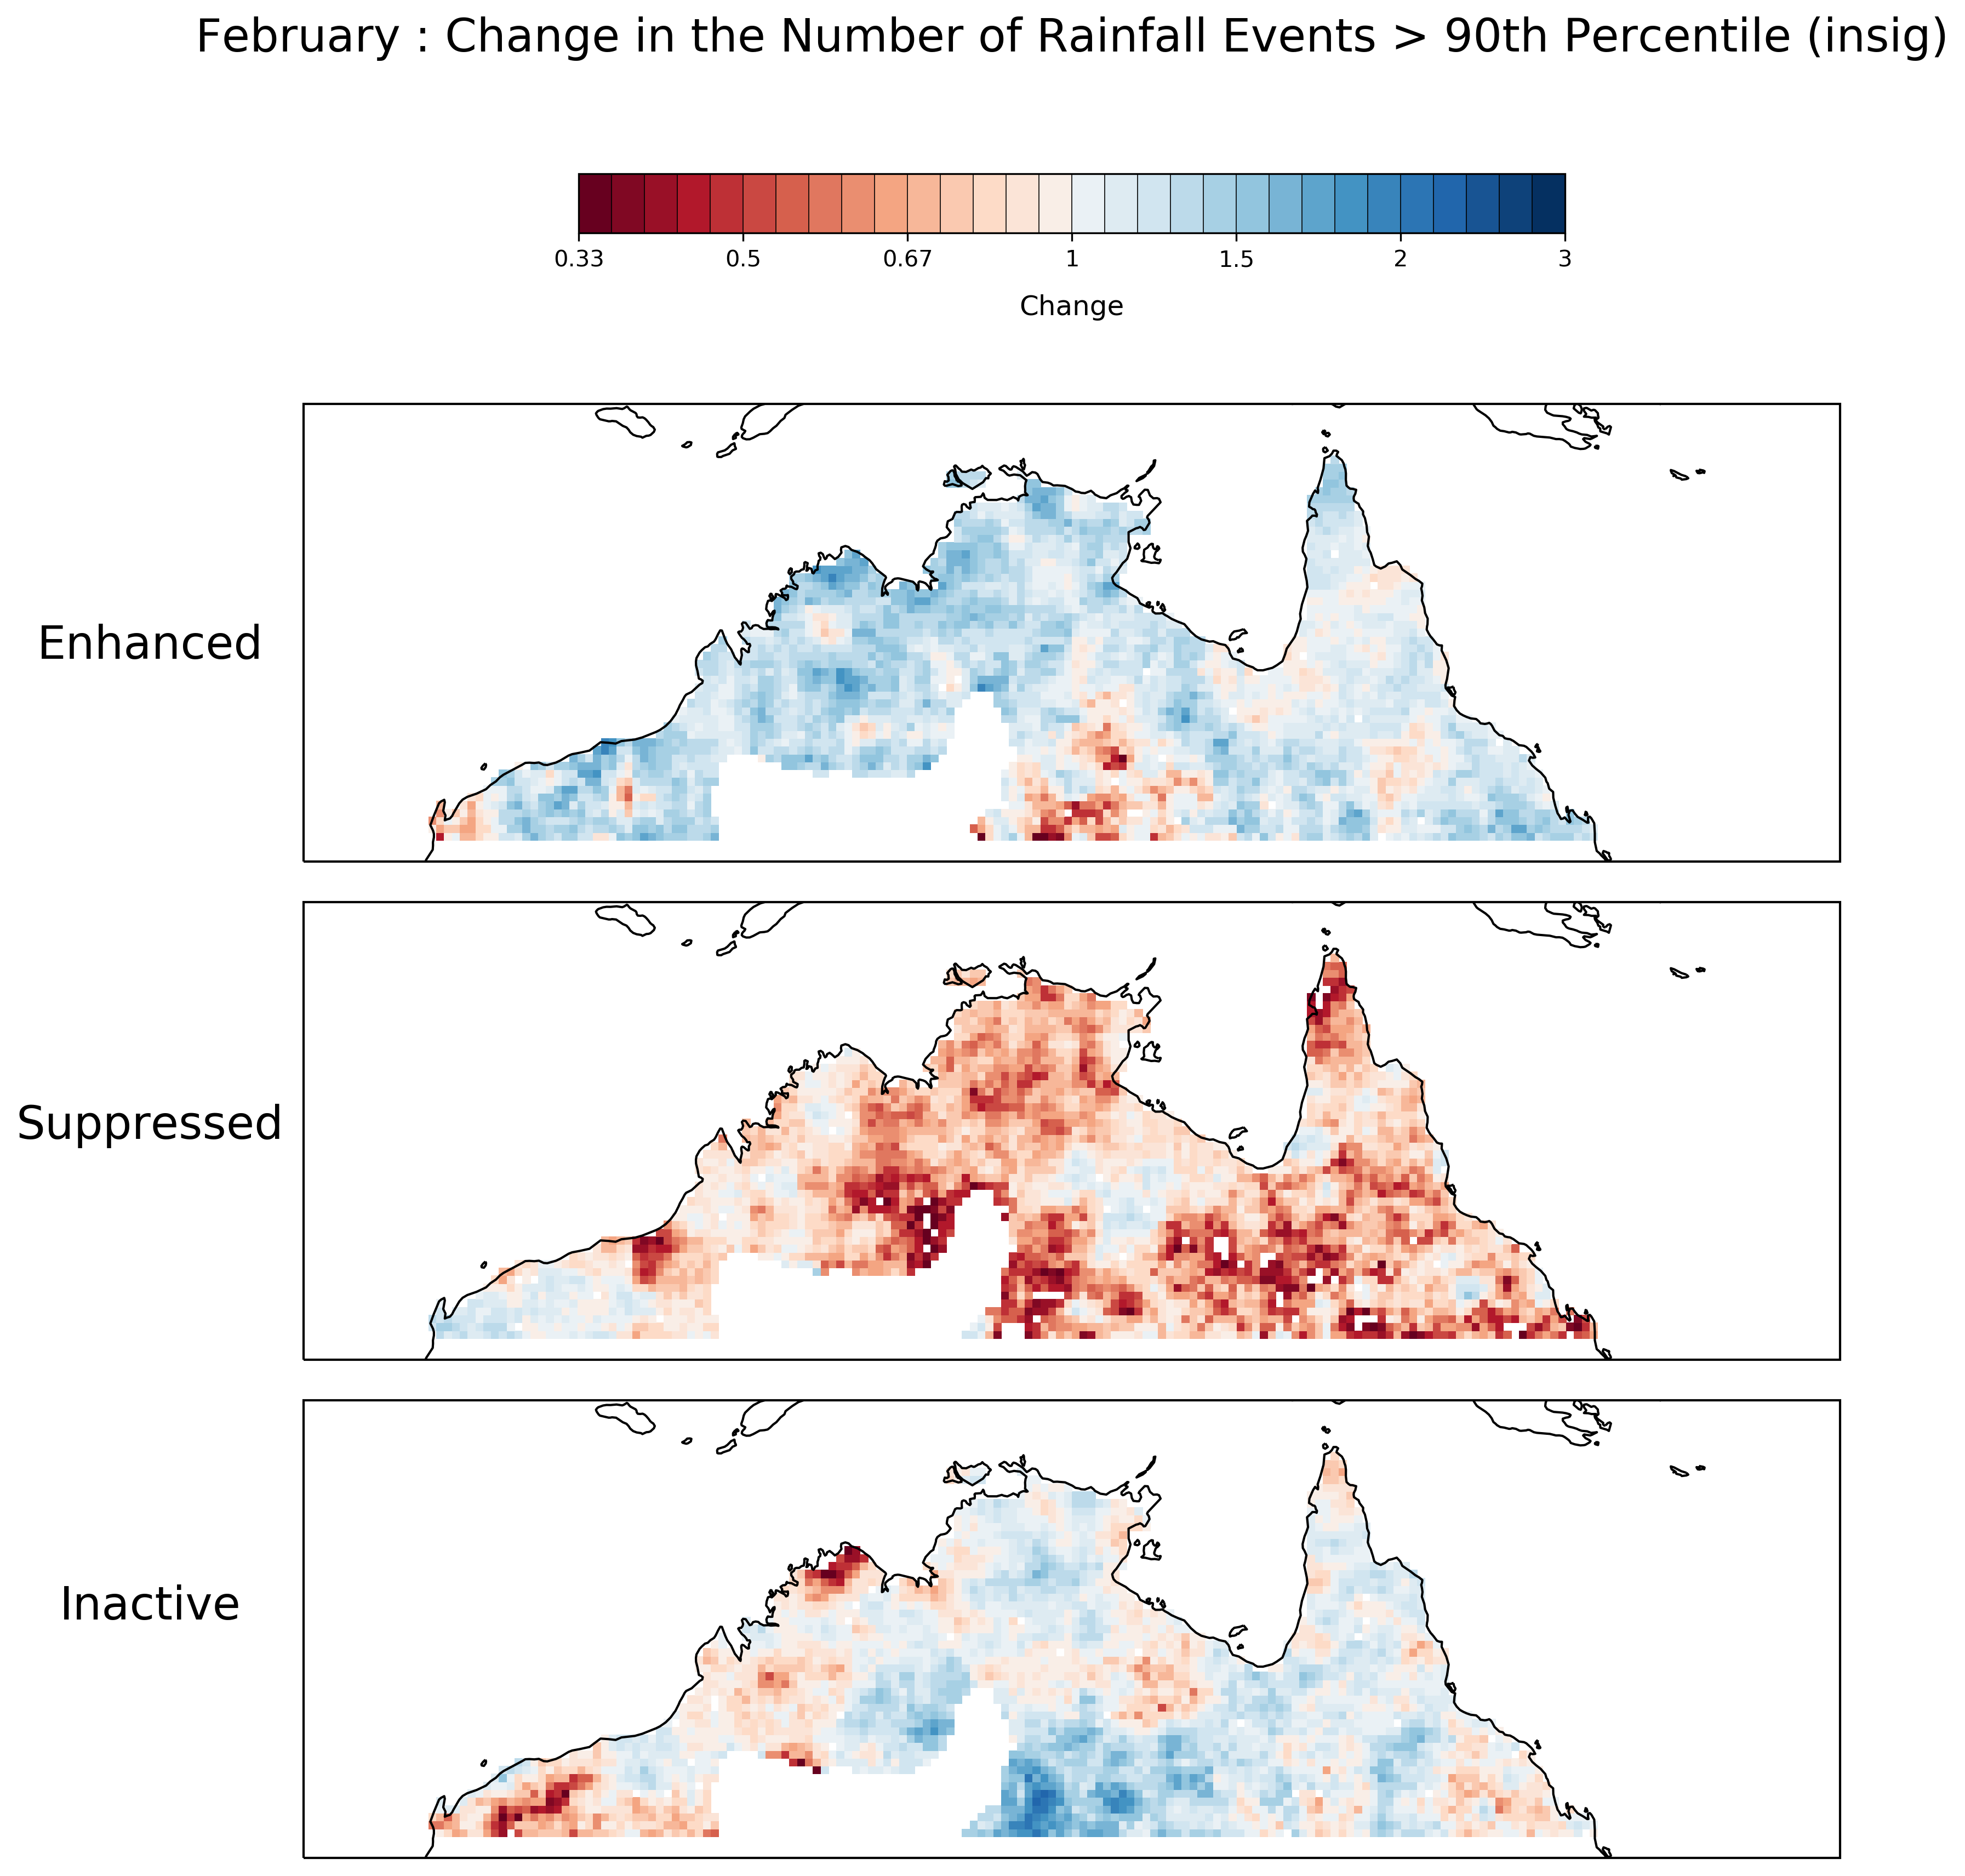 February : Change in the Number of Rainfall Events > 90th Percentile (insig)
0.33 0.5 0.67 1 1.5 2 3
Change
Enhanced
Suppressed
Inactive